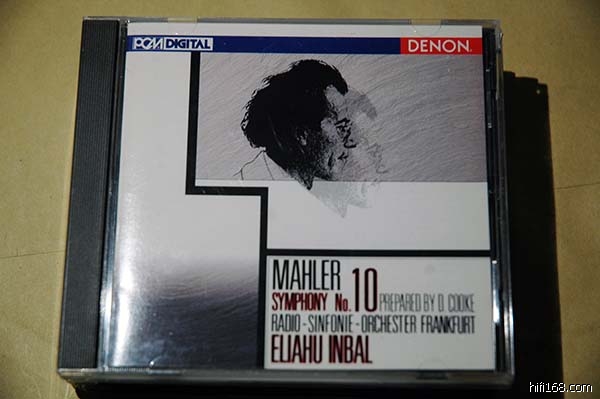 PCM DIGITAL
DENON
MAHLER
SYMPHONY No. 10 PREPARED BY D. COOKE
RADIO-SINFONIE-ORCHESTER FRANKFURT
ELIAHU INBAL
hifi168.com